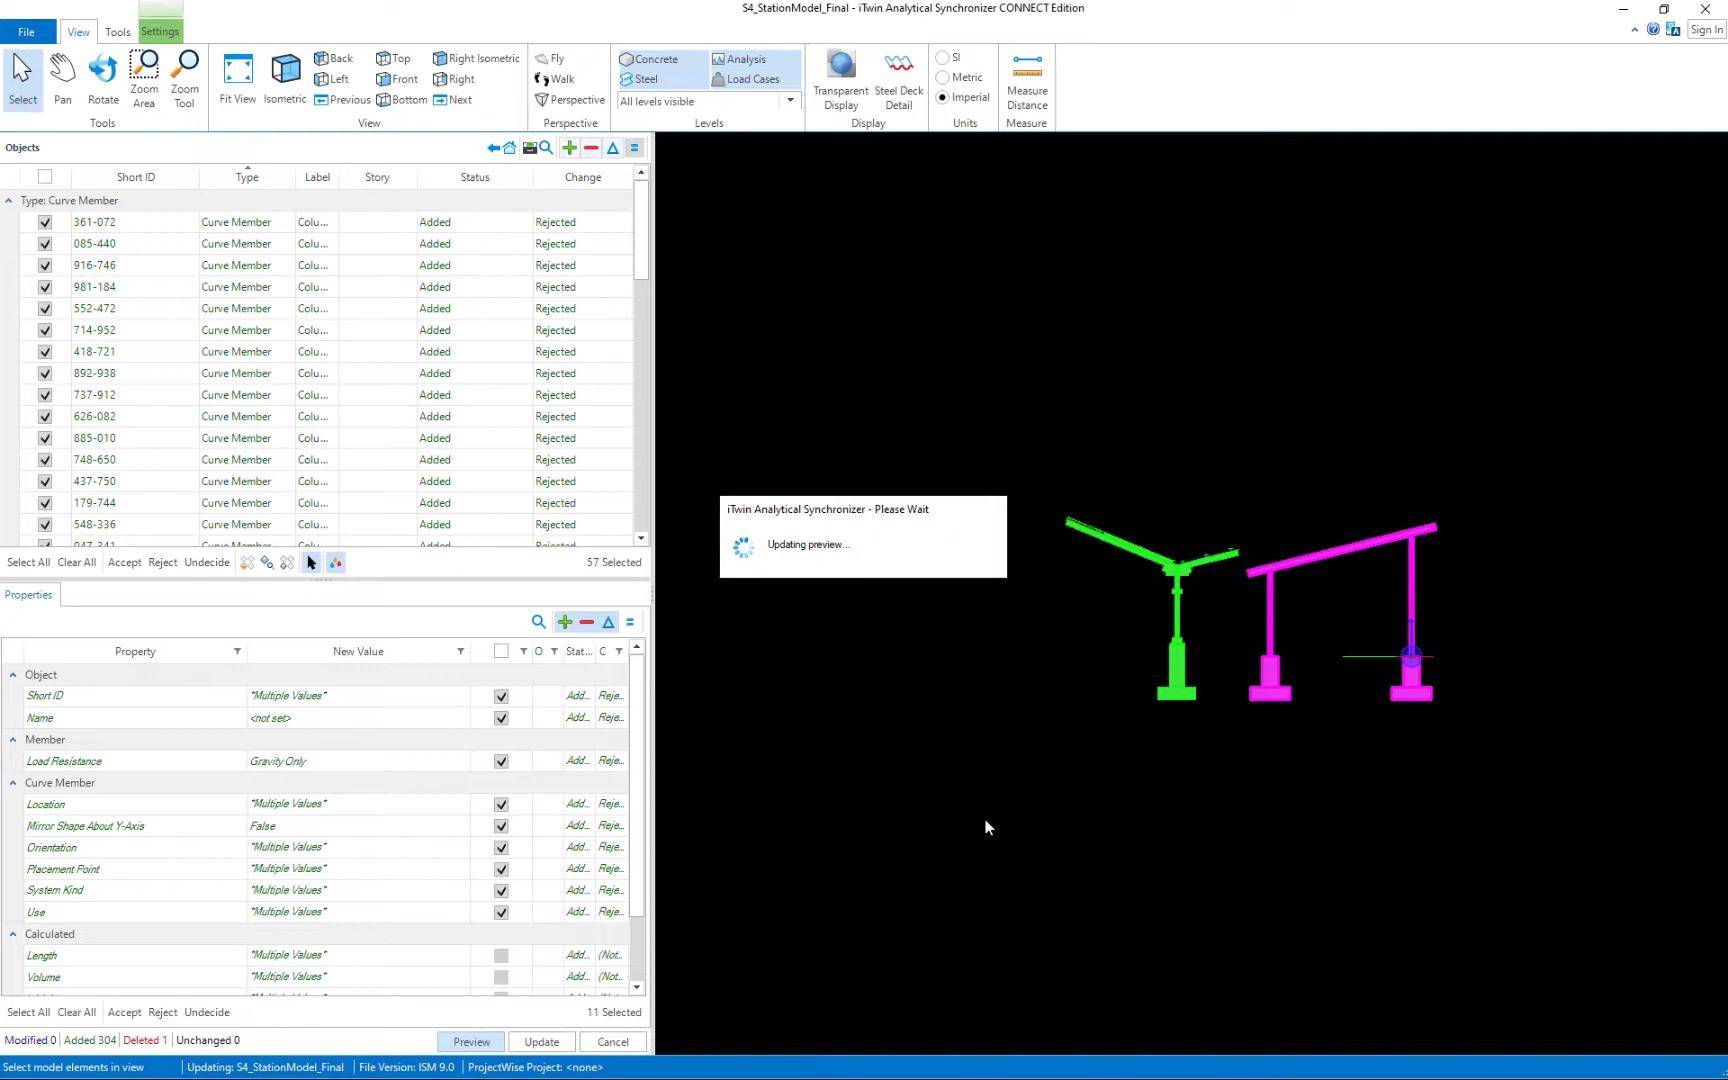 S4_StationModel_Final - iTwin Analytical Synchronizer CONNECT Edition
File View Tools Settings Sign In
Select Pan Rotate Zoom Area Zoom Tool
Tools
Fit View Isometric Back Left Previous Top Front Bottom Right Isometric Right Next
View
Fly
Walk
Perspective
Perspective
Concrete Analysis
Steel Load Cases
All levels visible
Levels
Transparent Display Steel Deck Detail
Display
SI
Metric
Imperial
Units
Measure Distance
Measure
Objects
Short ID Type Label Story Status Change
Type: Curve Member
361-072 Curve Member Colu... Added Rejected
085-440 Curve Member Colu... Added Rejected
916-746 Curve Member Colu... Added Rejected
981-184 Curve Member Colu... Added Rejected
552-472 Curve Member Colu... Added Rejected
714-952 Curve Member Colu... Added Rejected
418-721 Curve Member Colu... Added Rejected
892-938 Curve Member Colu... Added Rejected
737-912 Curve Member Colu... Added Rejected
626-082 Curve Member Colu... Added Rejected
885-010 Curve Member Colu... Added Rejected
748-650 Curve Member Colu... Added Rejected
437-750 Curve Member Colu... Added Rejected
179-744 Curve Member Colu... Added Rejected
548-336 Curve Member Colu... Added Rejected
Select All Clear All Accept Reject Undecide 57 Selected
Properties
Property New Value O Stat... C
Object
Short ID *Multiple Values* Add... Reje...
Name <not set> Add... Reje...
Member
Load Resistance Gravity Only Add... Reje...
Curve Member
Location *Multiple Values* Add... Reje...
Mirror Shape About Y-Axis False Add... Reje...
Orientation *Multiple Values* Add... Reje...
Placement Point *Multiple Values* Add... Reje...
System Kind *Multiple Values* Add... Reje...
Use *Multiple Values* Add... Reje...
Calculated
Length *Multiple Values* Add... (Not...
Volume *Multiple Values* Add... (Not...
Select All Clear All Accept Reject Undecide 11 Selected
Modified 0 Added 304 Deleted 1 Unchanged 0 Preview Update Cancel
Select model elements in view Updating: S4_StationModel_Final File Version: ISM 9.0 ProjectWise Project: <none>
iTwin Analytical Synchronizer - Please Wait
Updating preview...